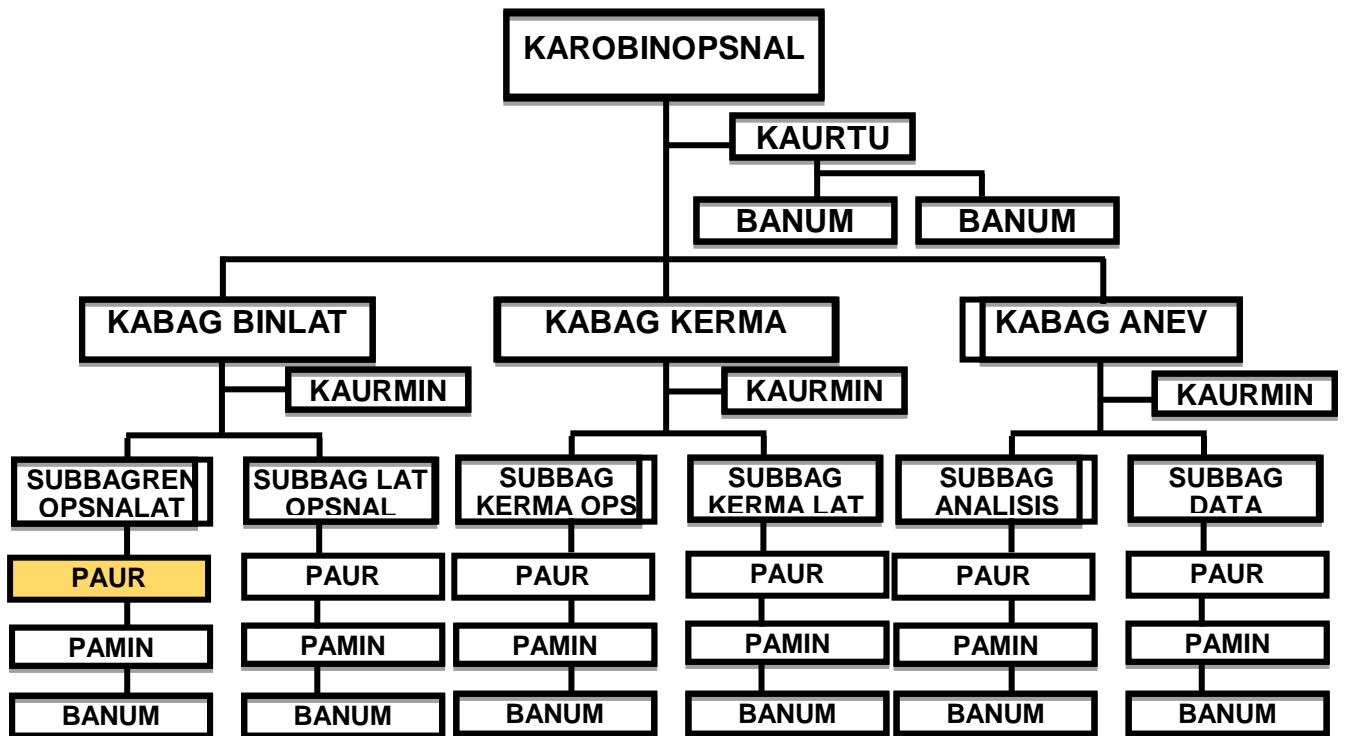 KAROBINOPSNAL
KAURTU
BANUM
BANUM
KABAG BINLAT
KABAG KERMA
KABAG ANEV
KAURMIN
KAURMIN
KAURMIN
SUBBAGREN
OPSNALAT
SUBBAG LAT
OPSNAL
SUBBAG
KERMA OPS
SUBBAG
KERMA LAT
SUBBAG
ANALISIS
SUBBAG
DATA
PAUR
PAUR
PAUR
PAUR
PAUR
PAUR
PAMIN
PAMIN
PAMIN
PAMIN
PAMIN
PAMIN
BANUM
BANUM
BANUM
BANUM
BANUM
BANUM